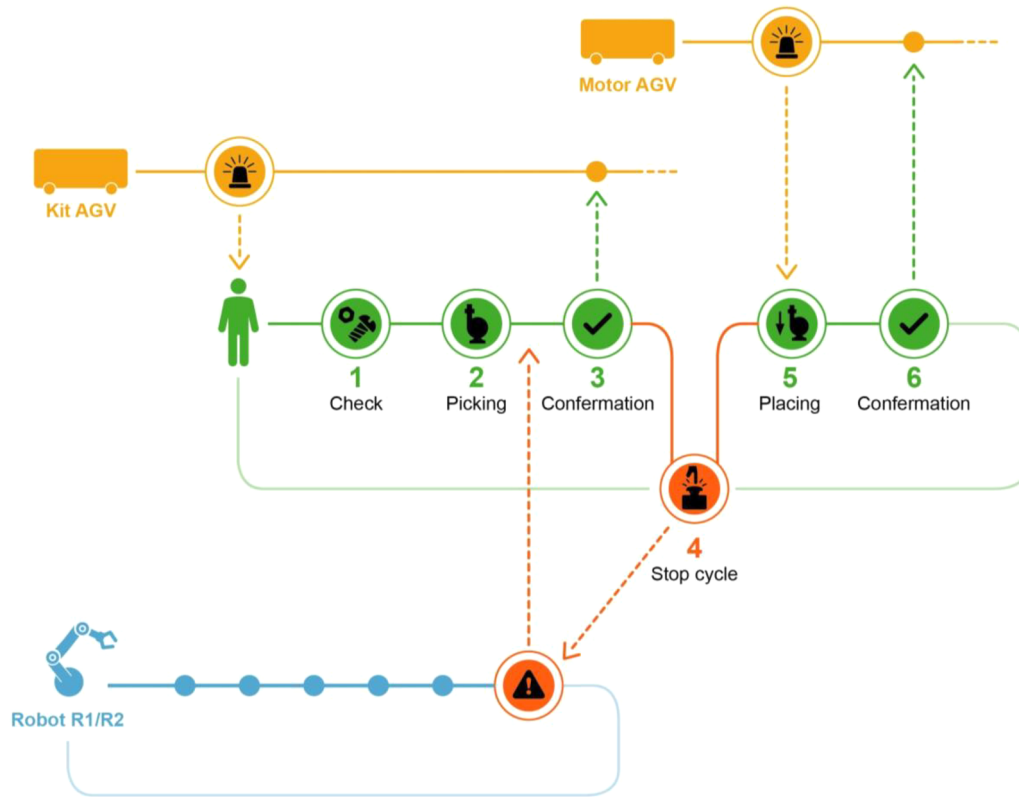 Motor AGV
Kit AGV
1
Check
2
Picking
3
Confermation
5
Placing
6
Confermation
4
Stop cycle
Robot R1/R2